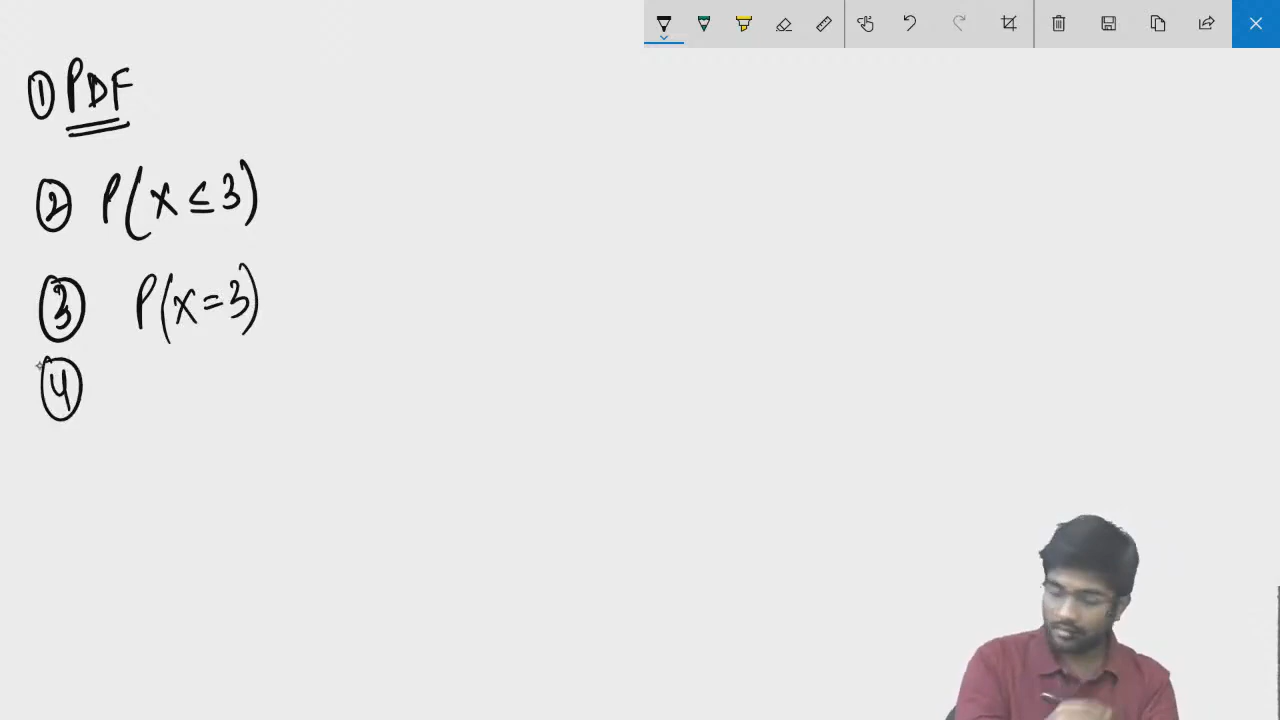 ① PDF
② P(X ≤ 3)
③ P(X = 3)
④